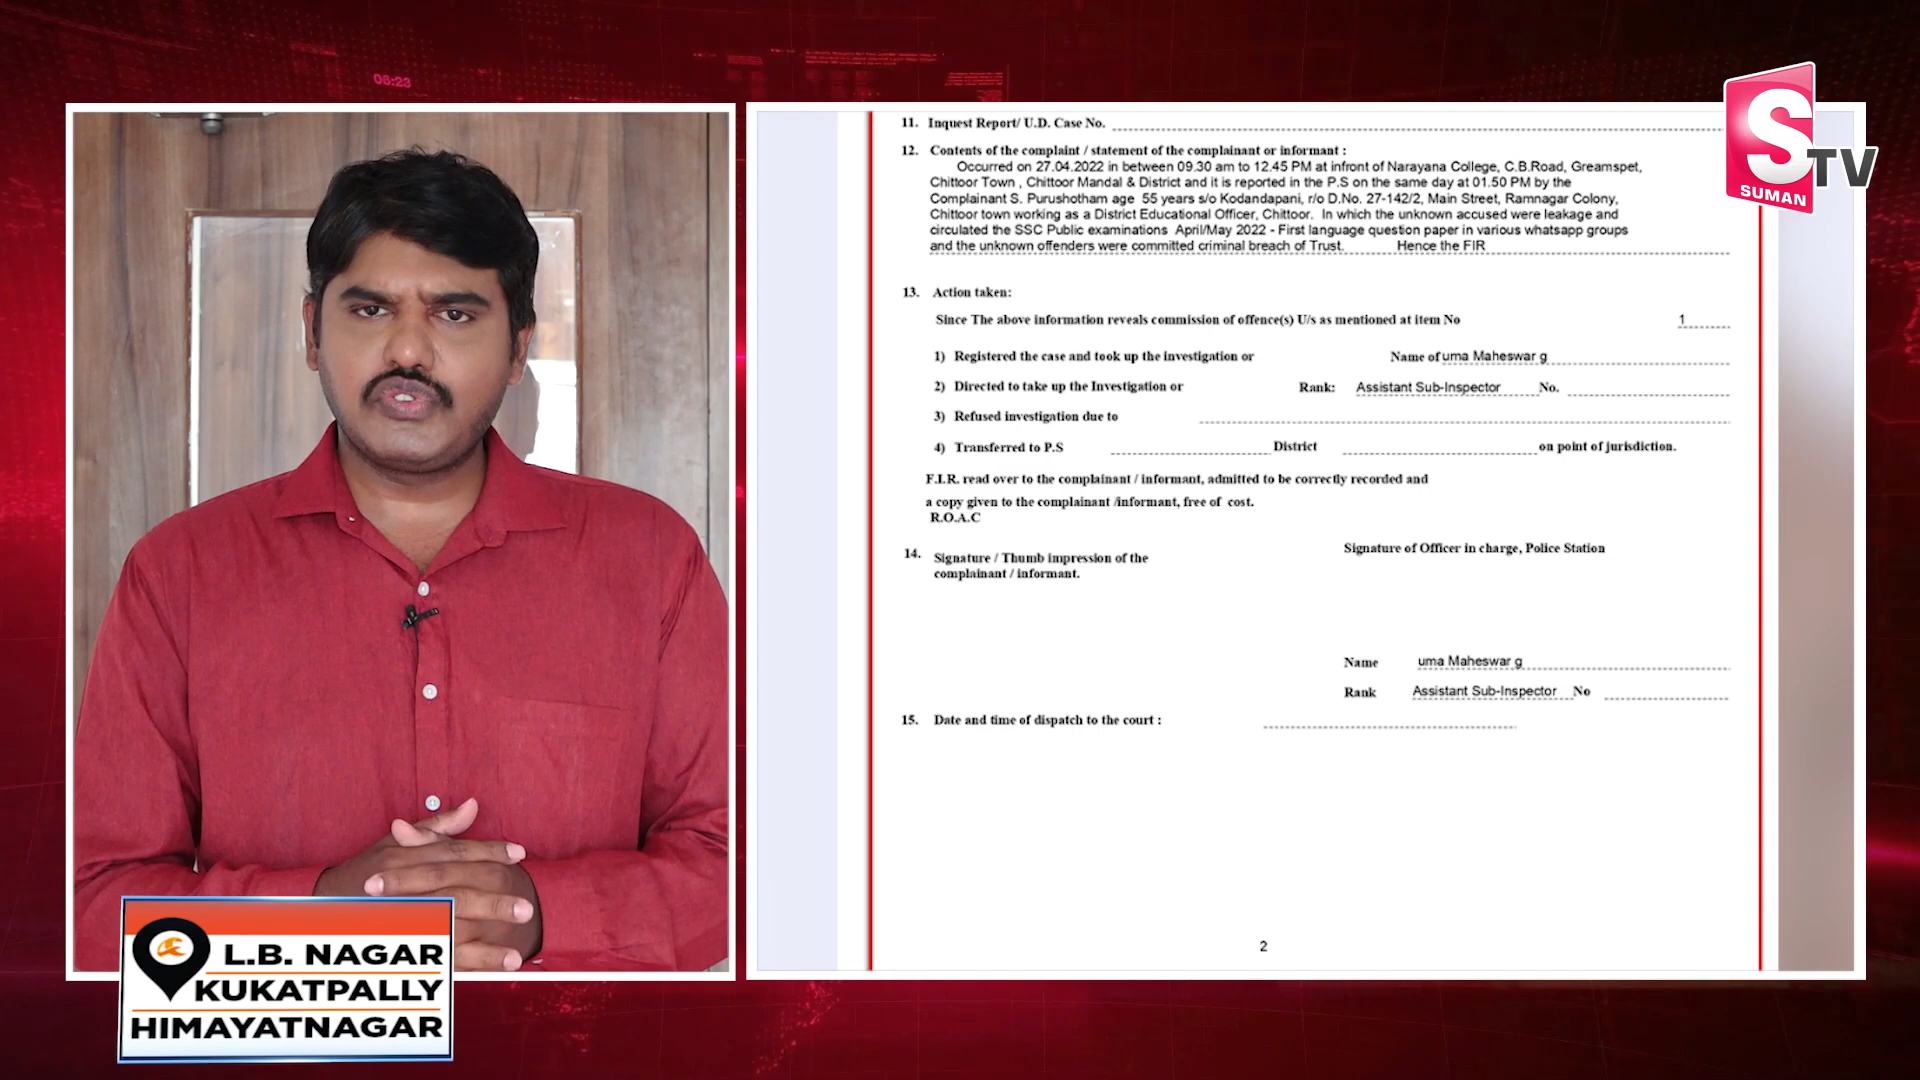 06:23
S
TV
SUMAN
11. Inquest Report/ U.D. Case No.
12. Contents of the complaint / statement of the complainant or informant :
Occurred on 27.04.2022 in between 09.30 am to 12.45 PM at infront of Narayana College, C.B.Road, Greamspet,
Chittoor Town , Chittoor Mandal & District and it is reported in the P.S on the same day at 01.50 PM by the
Complainant S. Purushotham age 55 years s/o Kodandapani, r/o D.No. 27-142/2, Main Street, Ramnagar Colony,
Chittoor town working as a District Educational Officer, Chittoor. In which the unknown accused were leakage and
circulated the SSC Public examinations April/May 2022 - First language question paper in various whatsapp groups
and the unknown offenders were committed criminal breach of Trust. Hence the FIR
13. Action taken:
Since The above information reveals commission of offence(s) U/s as mentioned at item No 1
1) Registered the case and took up the investigation or Name of uma Maheswar g
2) Directed to take up the Investigation or Rank: Assistant Sub-Inspector No.
3) Refused investigation due to
4) Transferred to P.S District on point of jurisdiction.
F.I.R. read over to the complainant / informant, admitted to be correctly recorded and
a copy given to the complainant /informant, free of cost.
R.O.A.C
14. Signature / Thumb impression of the Signature of Officer in charge, Police Station
complainant / informant.
Name uma Maheswar g
Rank Assistant Sub-Inspector No
15. Date and time of dispatch to the court :
2
L.B. NAGAR
KUKATPALLY
HIMAYATNAGAR